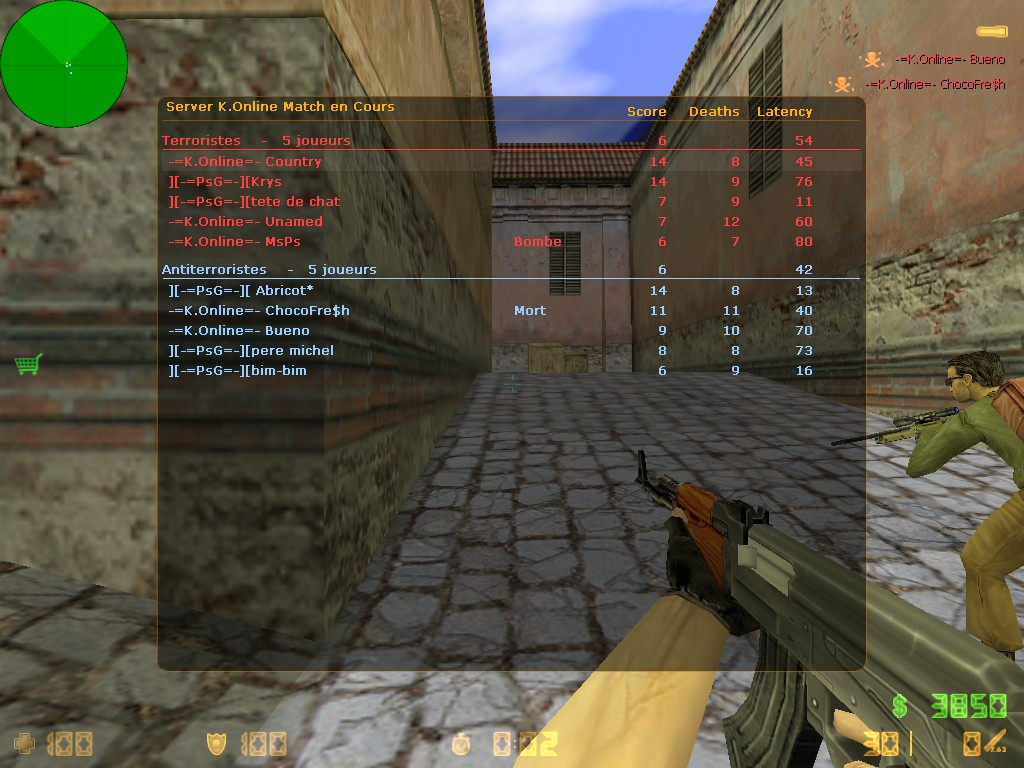 -=K.Online=- Bueno
-=K.Online=- ChocoFre$h
Server K.Online Match en Cours
Score Deaths Latency
Terroristes - 5 joueurs 6 54
-=K.Online=- Country 14 8 45
][-=PsG=-][Krys 14 9 76
][-=PsG=-][tete de chat 7 9 11
-=K.Online=- Unamed 7 12 60
-=K.Online=- MsPs Bombe 6 7 80
Antiterroristes - 5 joueurs 6 42
][-=PsG=-][ Abricot* 14 8 13
-=K.Online=- ChocoFre$h Mort 11 11 40
-=K.Online=- Bueno 9 10 70
][-=PsG=-][pere michel 8 8 73
][-=PsG=-][bim-bim 6 9 16
$ 3850
100 100 0:02 30 | 0 7.62